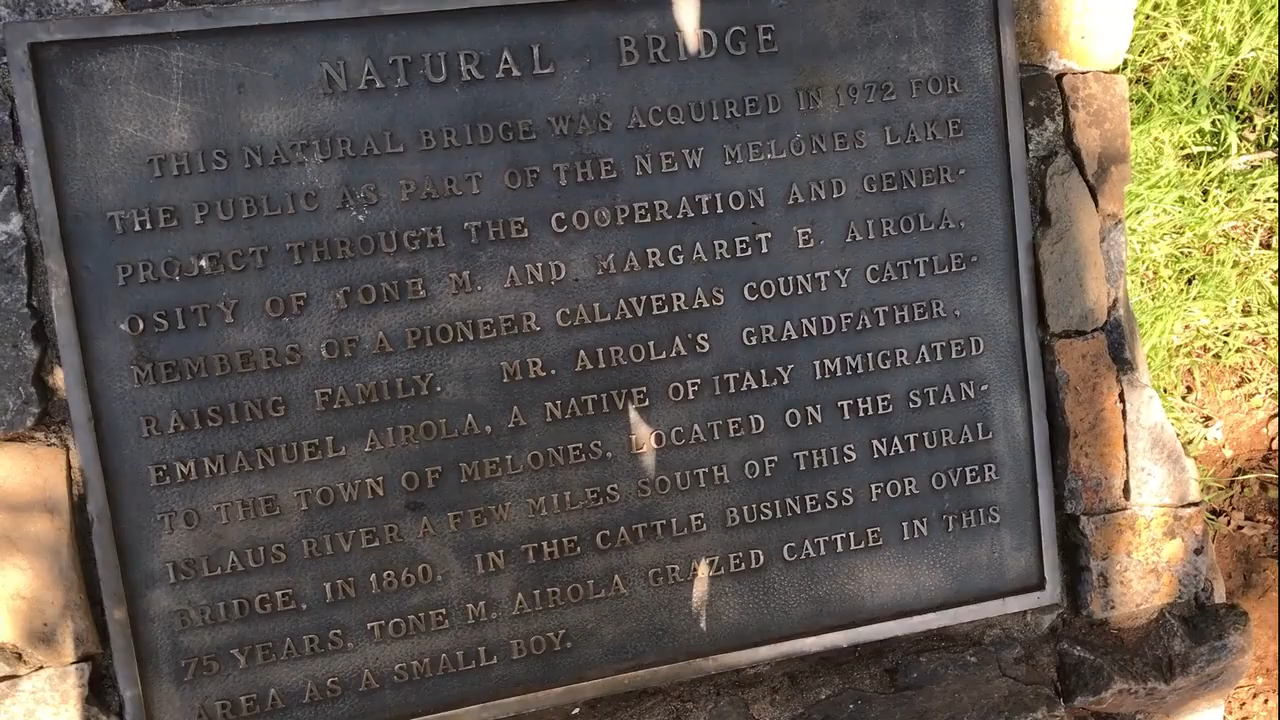 NATURAL BRIDGE
THIS NATURAL BRIDGE WAS ACQUIRED IN 1972 FOR
THE PUBLIC AS PART OF THE NEW MELONES LAKE
PROJECT THROUGH THE COOPERATION AND GENER-
OSITY OF TONE M. AND MARGARET E. AIROLA,
MEMBERS OF A PIONEER CALAVERAS COUNTY CATTLE-
RAISING FAMILY. MR. AIROLA'S GRANDFATHER,
EMMANUEL AIROLA, A NATIVE OF ITALY IMMIGRATED
TO THE TOWN OF MELONES, LOCATED ON THE STAN-
ISLAUS RIVER A FEW MILES SOUTH OF THIS NATURAL
BRIDGE, IN 1860. IN THE CATTLE BUSINESS FOR OVER
75 YEARS, TONE M. AIROLA GRAZED CATTLE IN THIS
AREA AS A SMALL BOY.